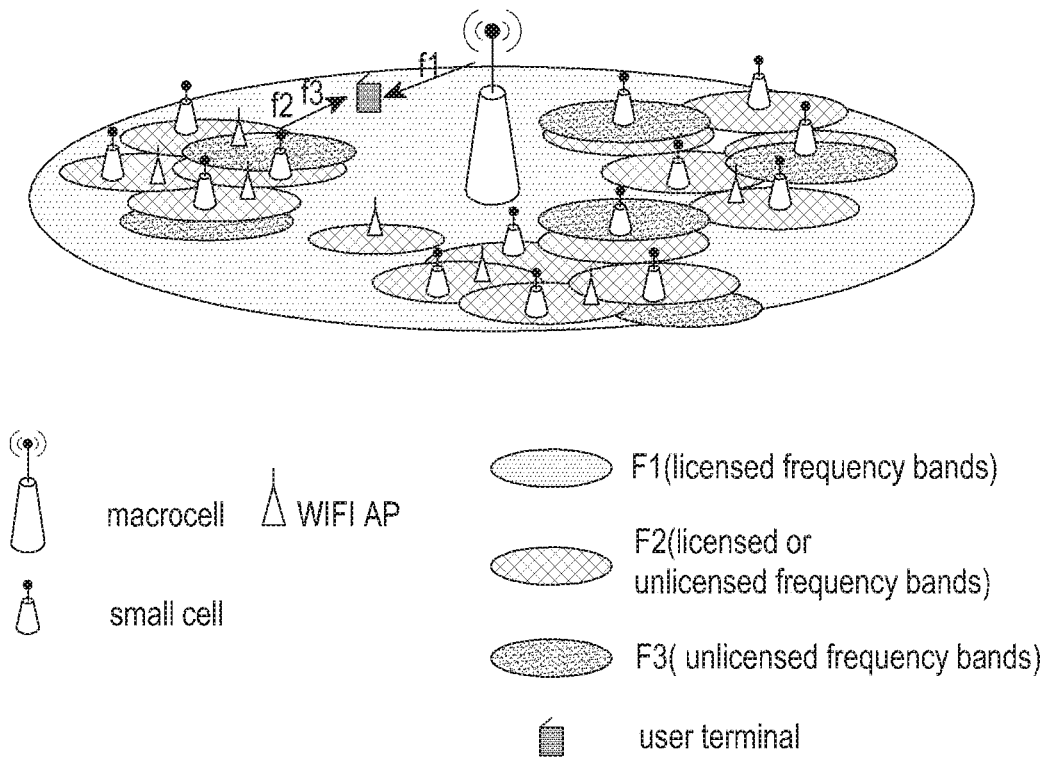 f1
f3
f2
macrocell
WIFI AP
small cell
F1(licensed frequency bands)
F2(licensed or
unlicensed frequency bands)
F3( unlicensed frequency bands)
user terminal